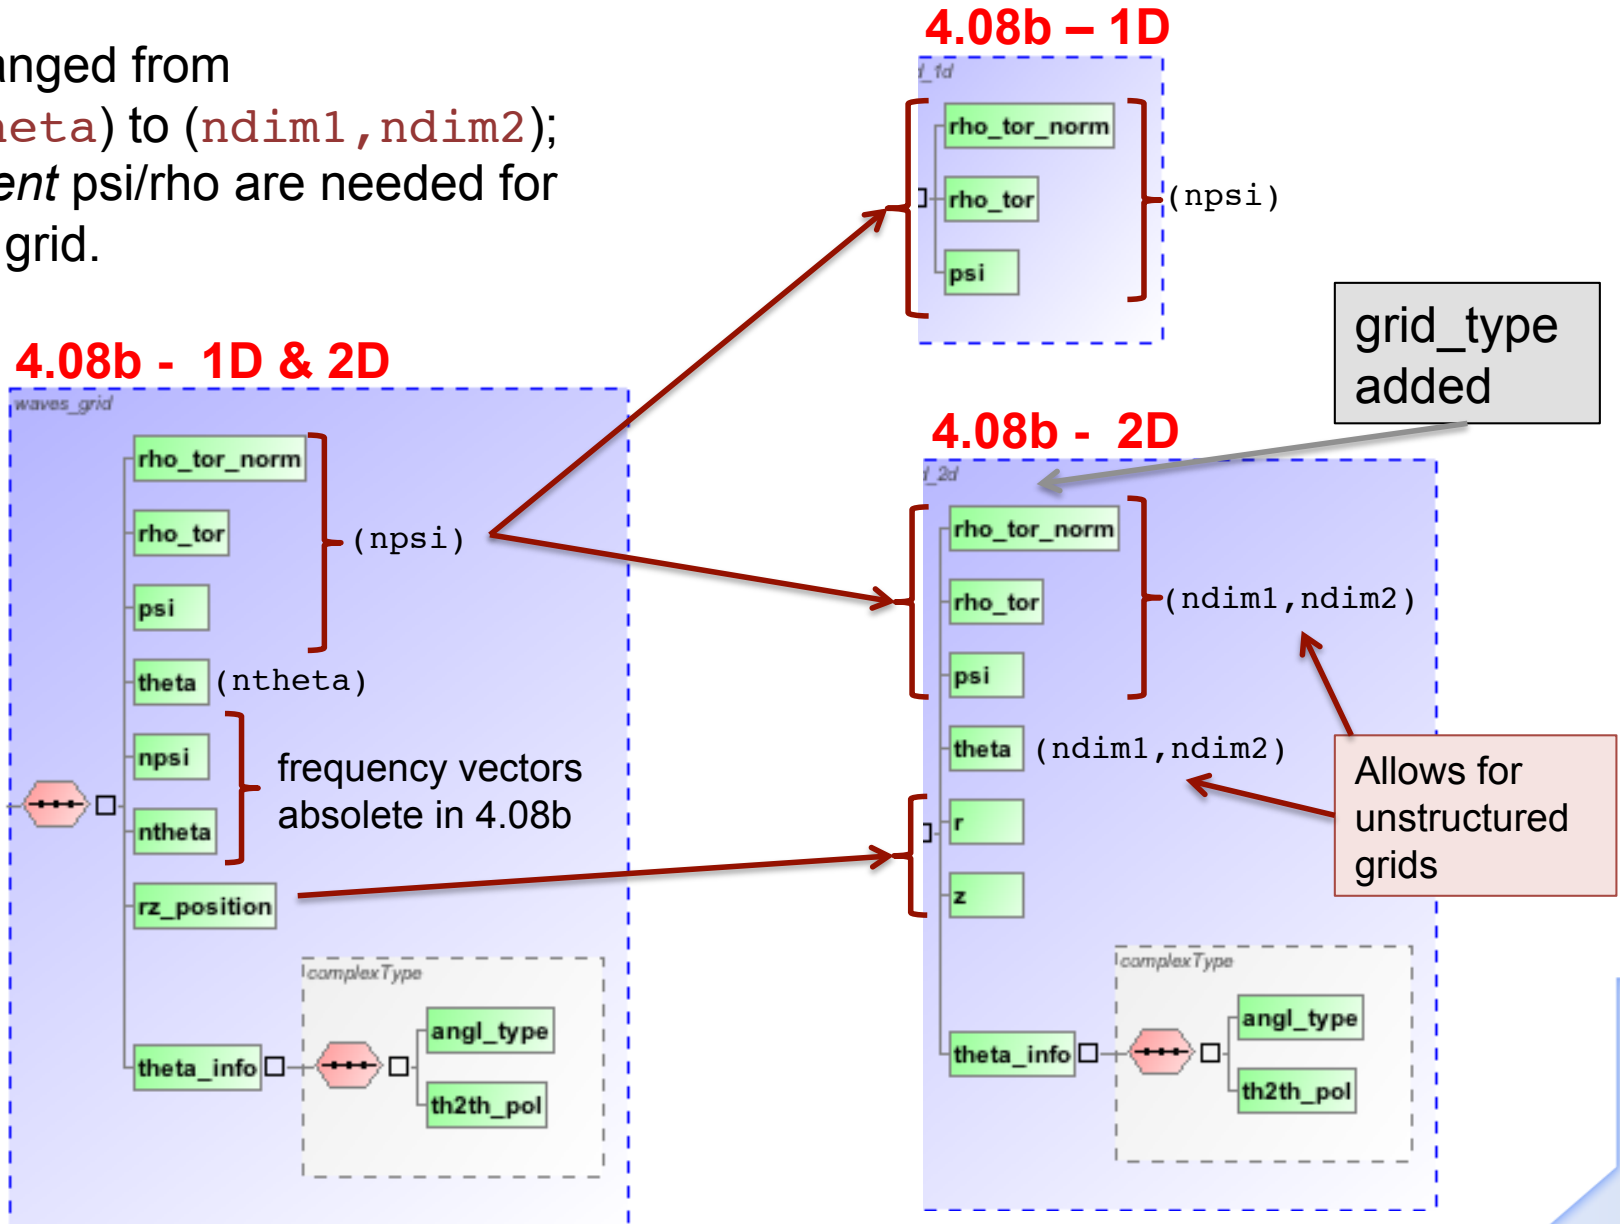 anged from
eta) to (ndim1,ndim2);
ent psi/rho are needed for
grid.
4.08b – 1D
d_1d
rho_tor_norm
rho_tor
psi
(npsi)
grid_type
added
4.08b - 1D & 2D
waves_grid
rho_tor_norm
rho_tor
psi
(npsi)
theta (ntheta)
npsi
ntheta
frequency vectors
absolete in 4.08b
rz_position
theta_info
complexType
angl_type
th2th_pol
4.08b - 2D
d_2d
rho_tor_norm
rho_tor
psi
(ndim1,ndim2)
theta (ndim1,ndim2)
r
z
Allows for
unstructured
grids
theta_info
complexType
angl_type
th2th_pol